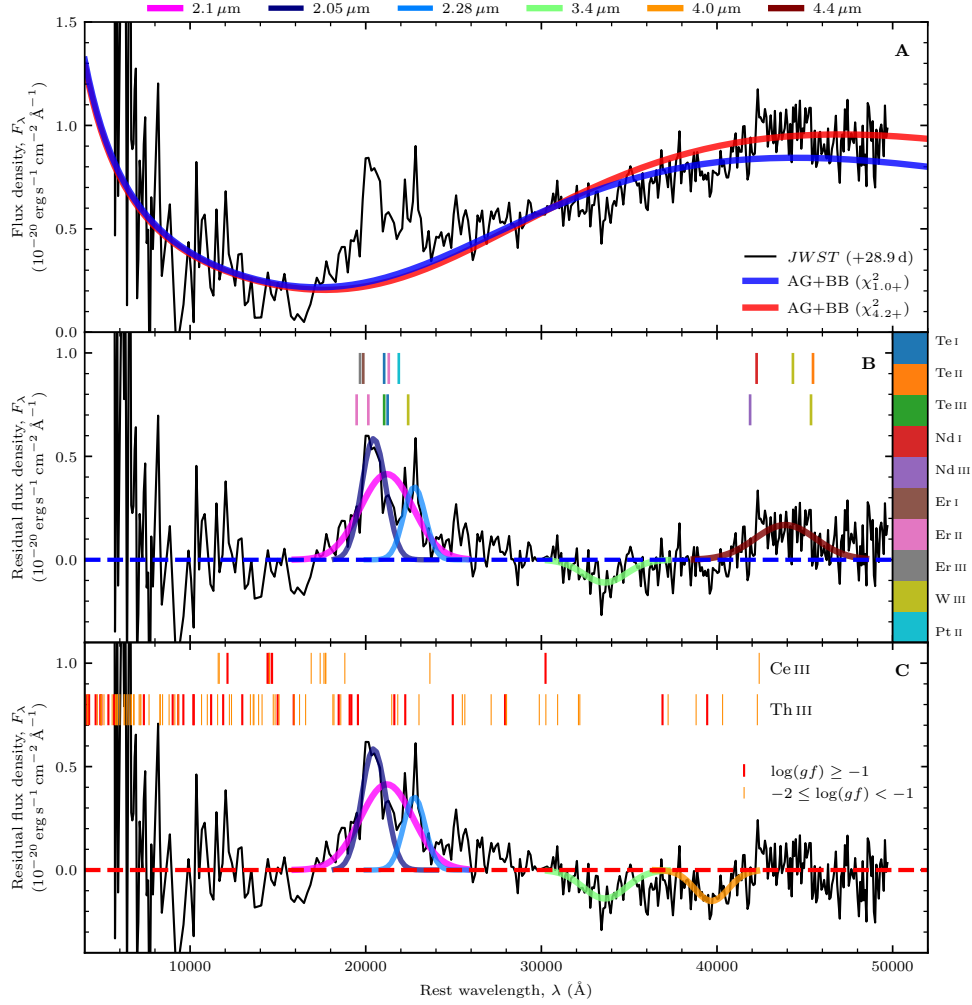 2.1 μm 2.05 μm 2.28 μm 3.4 μm 4.0 μm 4.4 μm
A
1.5
1.0
0.5
0.0
Flux density, F_λ
(10⁻²⁰ erg s⁻¹ cm⁻² Å⁻¹)
JWST (+28.9 d)
AG+BB (χ²₁.₀₊)
AG+BB (χ²₄.₂₊)
B
1.0
0.5
0.0
Residual flux density, F_λ
(10⁻²⁰ erg s⁻¹ cm⁻² Å⁻¹)
Te I
Te II
Te III
Nd I
Nd III
Er I
Er II
Er III
W III
Pt II
C
1.0
0.5
0.0
Residual flux density, F_λ
(10⁻²⁰ erg s⁻¹ cm⁻² Å⁻¹)
Ce III
Th III
log(gf) ≥ −1
−2 ≤ log(gf) < −1
10000 20000 30000 40000 50000
Rest wavelength, λ (Å)